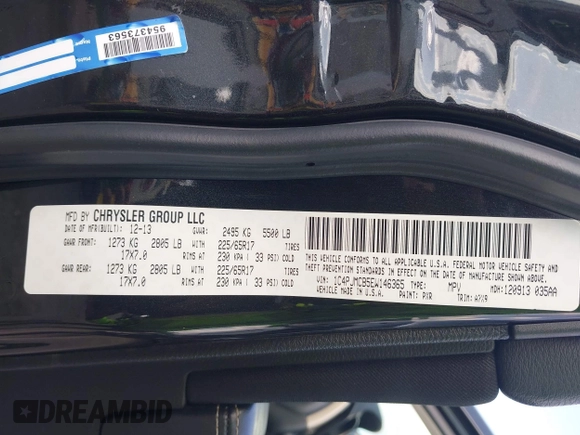 954373563
MFD BY CHRYSLER GROUP LLC
DATE OF MFR(BUILT): 12-13 GVWR: 2495 KG 5500 LB
GAWR FRONT: 1273 KG 2805 LB WITH 225/65R17 TIRES
17X7.0 RIMS AT 230 KPA ( 33 PSI) COLD
GAWR REAR: 1273 KG 2805 LB WITH 225/65R17 TIRES
17X7.0 RIMS AT 230 KPA ( 33 PSI) COLD
THIS VEHICLE CONFORMS TO ALL APPLICABLE U.S.A. FEDERAL MOTOR VEHICLE SAFETY, BUMPER AND
THEFT PREVENTION STANDARDS IN EFFECT ON THE DATE OF MANUFACTURE SHOWN ABOVE.
VIN: 1C4PJMCB5EW146365 TYPE: MPV MDH: 120913 035AA
VEHICLE MADE IN U.S.A. PAINT: PXR TRIM: A7X9
DREAMBID